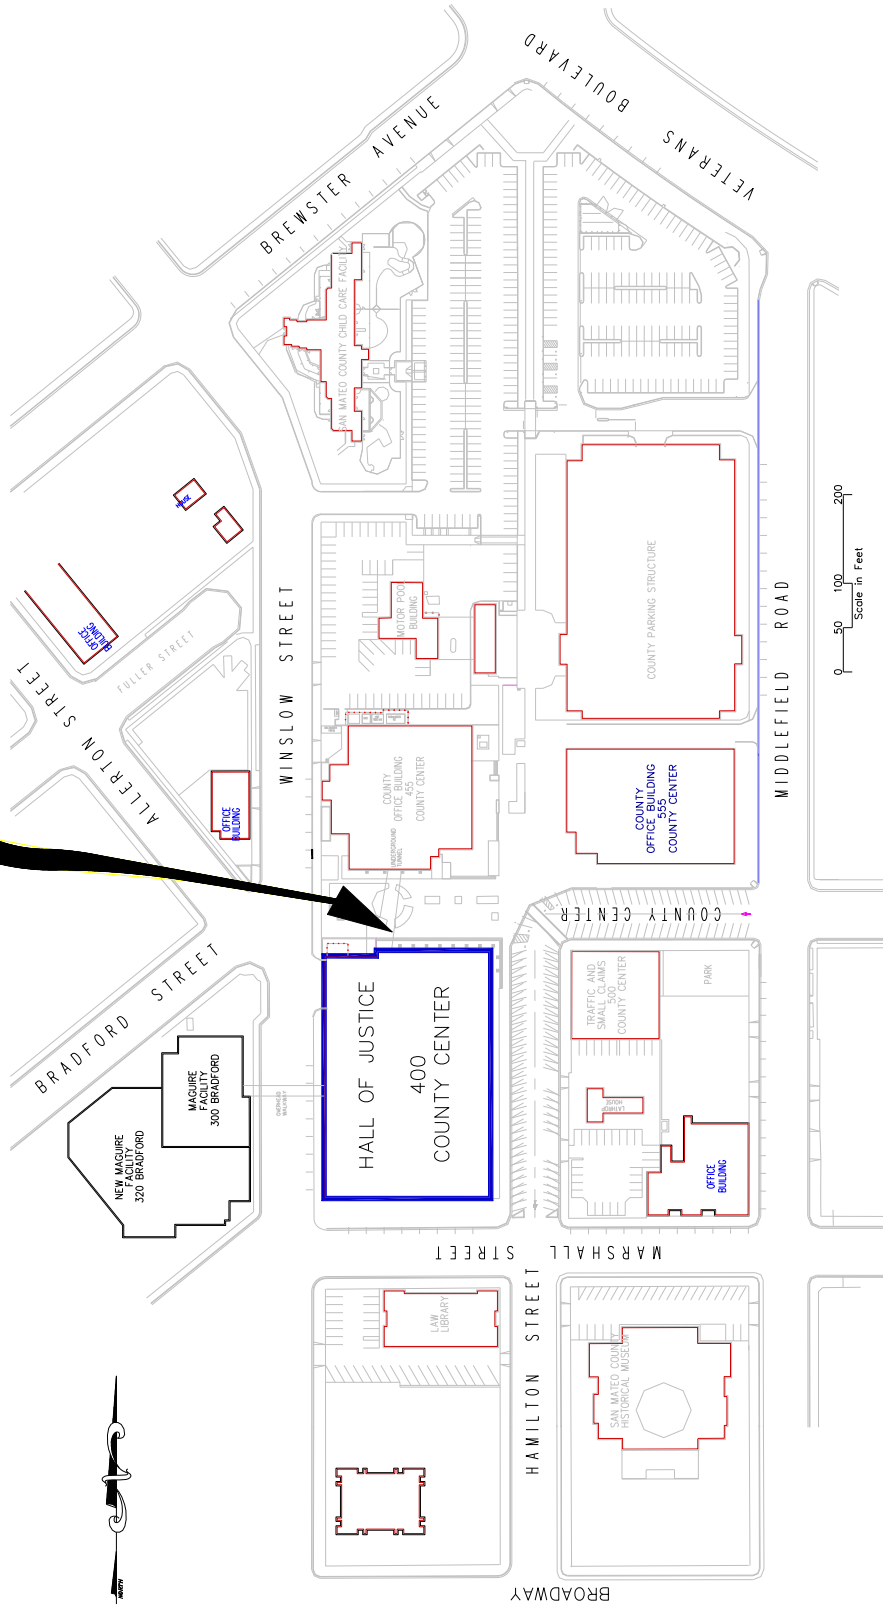 VETERANS BOULEVARD
BREWSTER AVENUE
SAN MATEO COUNTY CHILD CARE FACILITY
HOUSE
OFFICE
BUILDING
FULLER STREET
ALLERTON STREET
WINSLOW STREET
MOTOR POOL
BUILDING
COUNTY PARKING STRUCTURE
MIDDLEFIELD ROAD
0 50 100 200
Scale in Feet
OFFICE
BUILDING
COUNTY
OFFICE BUILDING
455
COUNTY CENTER
UNDERGROUND
TUNNEL
COUNTY
OFFICE BUILDING
555
COUNTY CENTER
COUNTY CENTER
BRADFORD STREET
HALL OF JUSTICE
400
COUNTY CENTER
TRAFFIC AND
SMALL CLAIMS
500
COUNTY CENTER
PARK
MAGUIRE
FACILITY
300 BRADFORD
NEW MAGUIRE
FACILITY
320 BRADFORD
OVERHEAD
WALKWAY
LATHROP
HOUSE
OFFICE
BUILDING
MARSHALL STREET
LAW
LIBRARY
HAMILTON STREET
SAN MATEO COUNTY
HISTORICAL MUSEUM
NORTH
BROADWAY